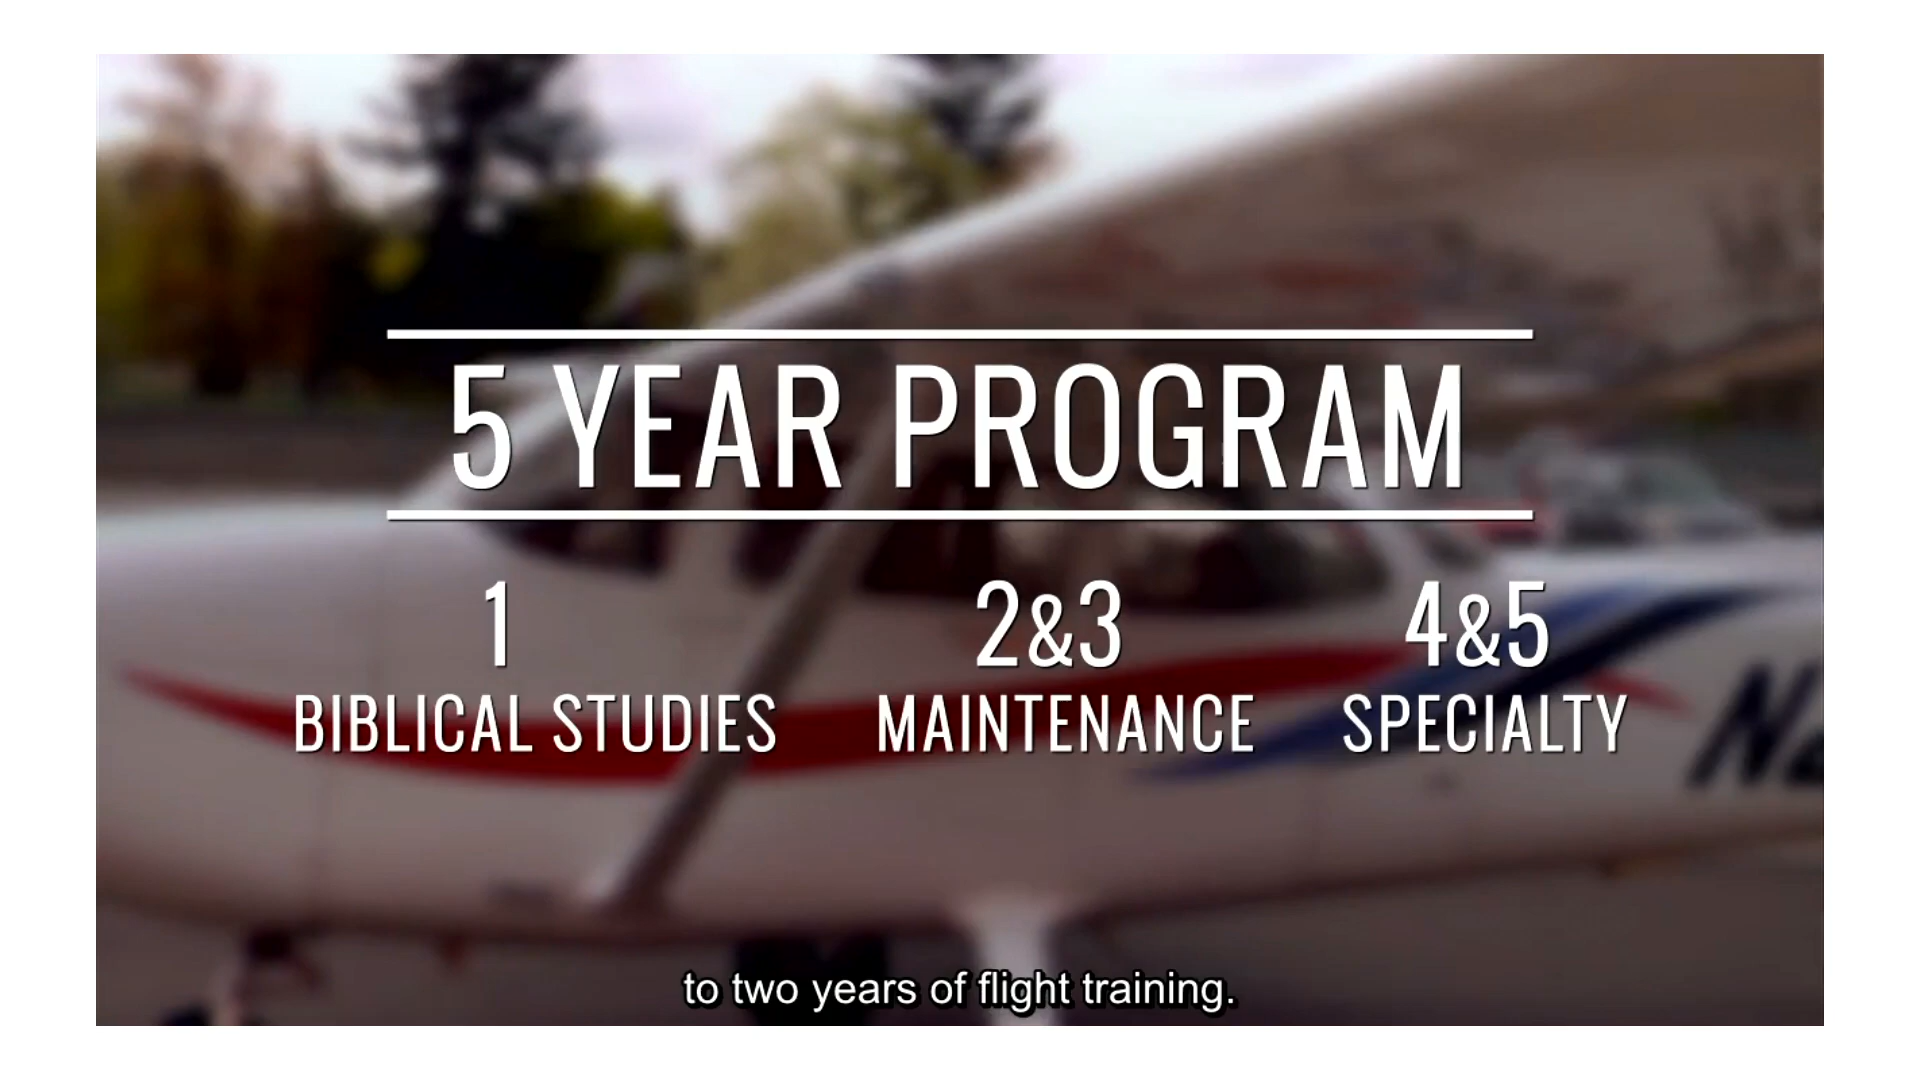 5 YEAR PROGRAM
1 2&3 4&5
BIBLICAL STUDIES MAINTENANCE SPECIALTY
to two years of flight training.